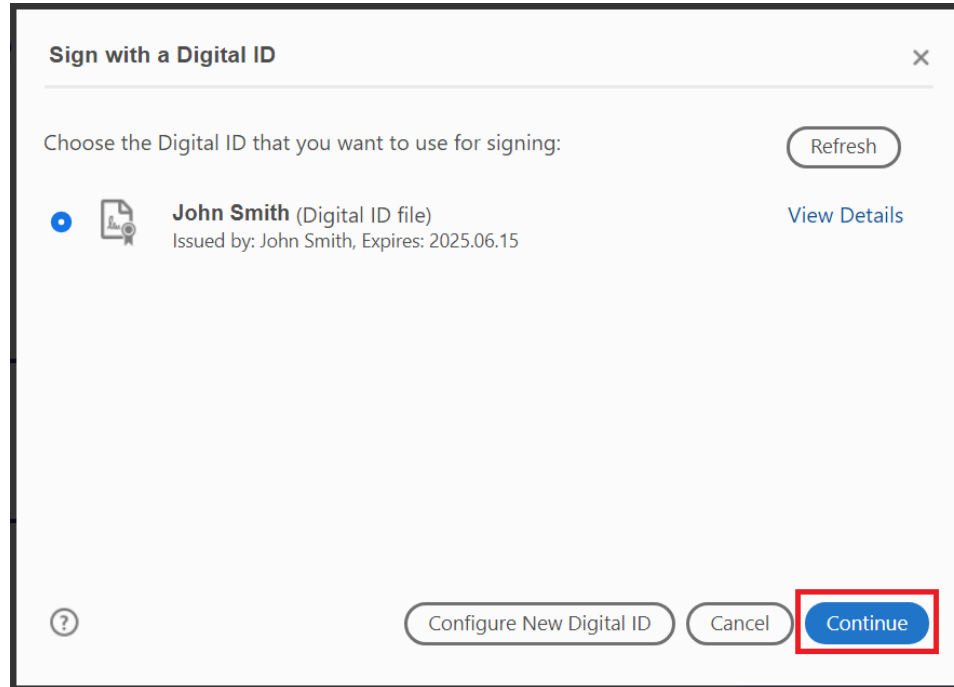 Sign with a Digital ID
Choose the Digital ID that you want to use for signing:
Refresh
John Smith (Digital ID file)
View Details
Issued by: John Smith, Expires: 2025.06.15
Configure New Digital ID
Cancel
Continue